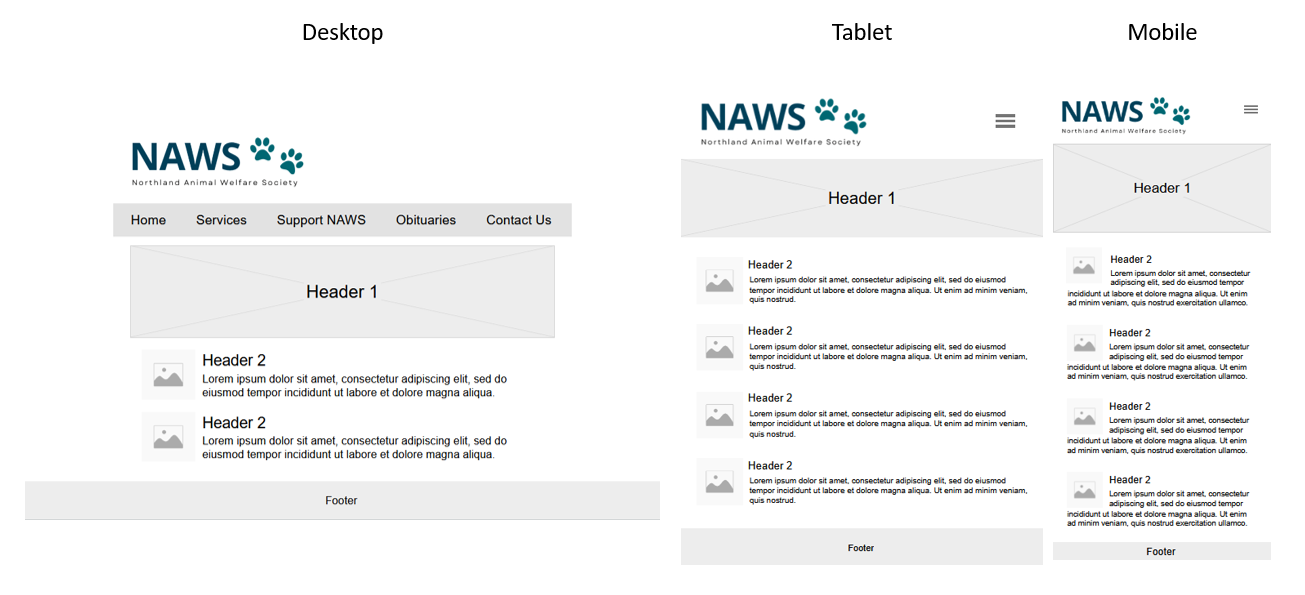 Desktop
NAWS
Northland Animal Welfare Society
Home Services Support NAWS Obituaries Contact Us
Header 1
Header 2
Lorem ipsum dolor sit amet, consectetur adipiscing elit, sed do
eiusmod tempor incididunt ut labore et dolore magna aliqua.
Header 2
Lorem ipsum dolor sit amet, consectetur adipiscing elit, sed do
eiusmod tempor incididunt ut labore et dolore magna aliqua.
Footer
Tablet
NAWS
Northland Animal Welfare Society
Header 1
Header 2
Lorem ipsum dolor sit amet, consectetur adipiscing elit, sed do eiusmod
tempor incididunt ut labore et dolore magna aliqua. Ut enim ad minim veniam,
quis nostrud.
Header 2
Lorem ipsum dolor sit amet, consectetur adipiscing elit, sed do eiusmod
tempor incididunt ut labore et dolore magna aliqua. Ut enim ad minim veniam,
quis nostrud.
Header 2
Lorem ipsum dolor sit amet, consectetur adipiscing elit, sed do eiusmod
tempor incididunt ut labore et dolore magna aliqua. Ut enim ad minim veniam,
quis nostrud.
Header 2
Lorem ipsum dolor sit amet, consectetur adipiscing elit, sed do eiusmod
tempor incididunt ut labore et dolore magna aliqua. Ut enim ad minim veniam,
quis nostrud.
Footer
Mobile
NAWS
Northland Animal Welfare Society
Header 1
Header 2
Lorem ipsum dolor sit amet, consectetur
adipiscing elit, sed do eiusmod tempor
incididunt ut labore et dolore magna aliqua. Ut enim
ad minim veniam, quis nostrud exercitation ullamco.
Header 2
Lorem ipsum dolor sit amet, consectetur
adipiscing elit, sed do eiusmod tempor
incididunt ut labore et dolore magna aliqua. Ut enim
ad minim veniam, quis nostrud exercitation ullamco.
Header 2
Lorem ipsum dolor sit amet, consectetur
adipiscing elit, sed do eiusmod tempor
incididunt ut labore et dolore magna aliqua. Ut enim
ad minim veniam, quis nostrud exercitation ullamco.
Header 2
Lorem ipsum dolor sit amet, consectetur
adipiscing elit, sed do eiusmod tempor
incididunt ut labore et dolore magna aliqua. Ut enim
ad minim veniam, quis nostrud exercitation ullamco.
Footer